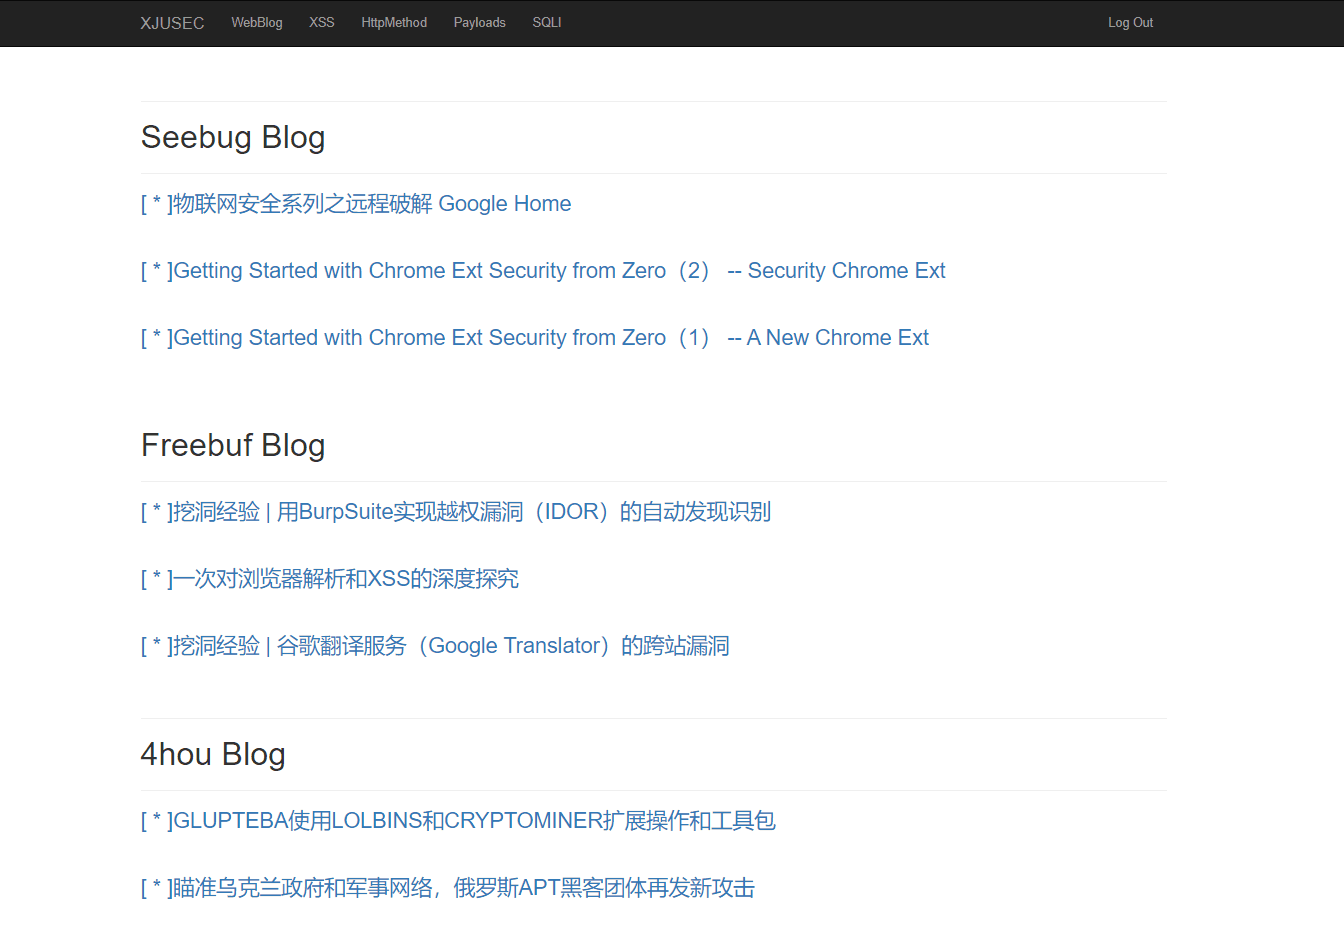 XJUSEC WebBlog XSS HttpMethod Payloads SQLI Log Out
Seebug Blog
[ * ]物联网安全系列之远程破解 Google Home
[ * ]Getting Started with Chrome Ext Security from Zero（2） -- Security Chrome Ext
[ * ]Getting Started with Chrome Ext Security from Zero（1） -- A New Chrome Ext
Freebuf Blog
[ * ]挖洞经验 | 用BurpSuite实现越权漏洞（IDOR）的自动发现识别
[ * ]一次对浏览器解析和XSS的深度探究
[ * ]挖洞经验 | 谷歌翻译服务（Google Translator）的跨站漏洞
4hou Blog
[ * ]GLUPTEBA使用LOLBINS和CRYPTOMINER扩展操作和工具包
[ * ]瞄准乌克兰政府和军事网络，俄罗斯APT黑客团体再发新攻击